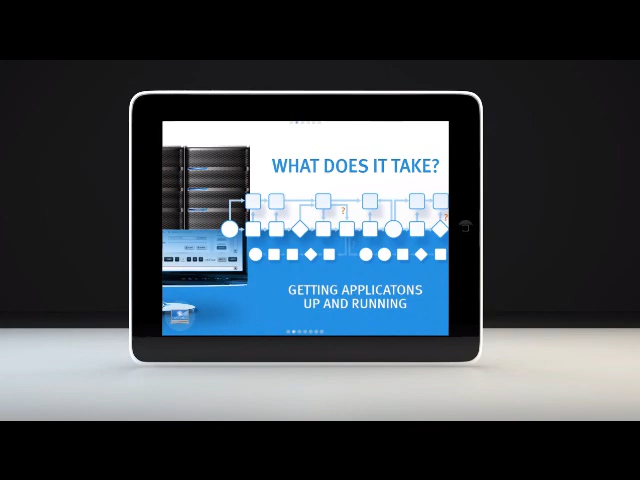 WHAT DOES IT TAKE?
?
?
GETTING APPLICATONS
UP AND RUNNING